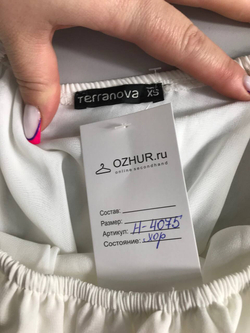 Terranova
XS
OZHUR.ru
online secondhand
Состав:
Размер:
Артикул: H-4075
Состояние: хор